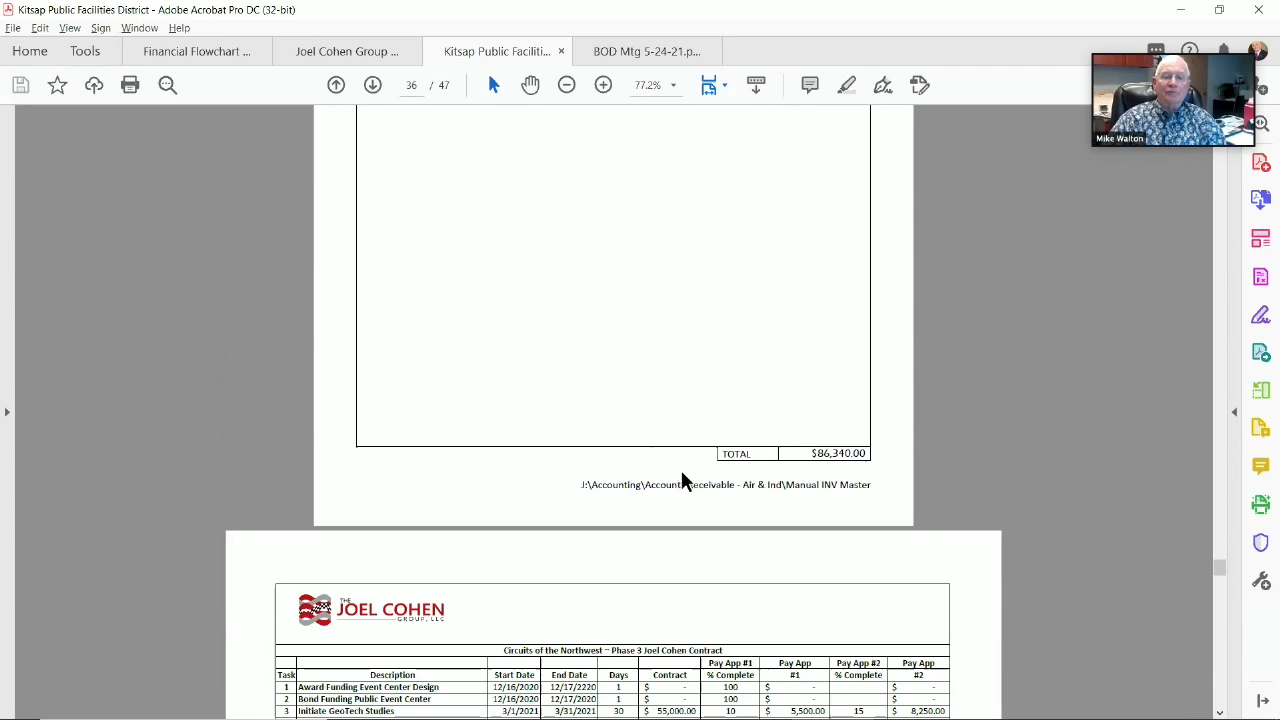 Kitsap Public Facilities District - Adobe Acrobat Pro DC (32-bit)
File Edit View Sign Window Help
Home Tools Financial Flowchart ... Joel Cohen Group ... Kitsap Public Faciliti... × BOD Mtg 5-24-21.p...
36 / 47 77.2%
Mike Walton
TOTAL $86,340.00
J:\Accounting\Accounts Receivable - Air & Ind\Manual INV Master
THE
JOEL COHEN
GROUP, LLC
Circuits of the Northwest ~ Phase 3 Joel Cohen Contract
Pay App #1 Pay App Pay App #2 Pay App
Task Description Start Date End Date Days Contract % Complete #1 % Complete #2
1 Award Funding Event Center Design 12/16/2020 12/17/2220 1 $ - 100 $ - $ -
2 Bond Funding Public Event Center 12/16/2020 12/17/2020 1 $ - 100 $ - $ -
3 Initiate GeoTech Studies 3/1/2021 3/31/2021 30 $ 55,000.00 10 $ 5,500.00 15 $ 8,250.00